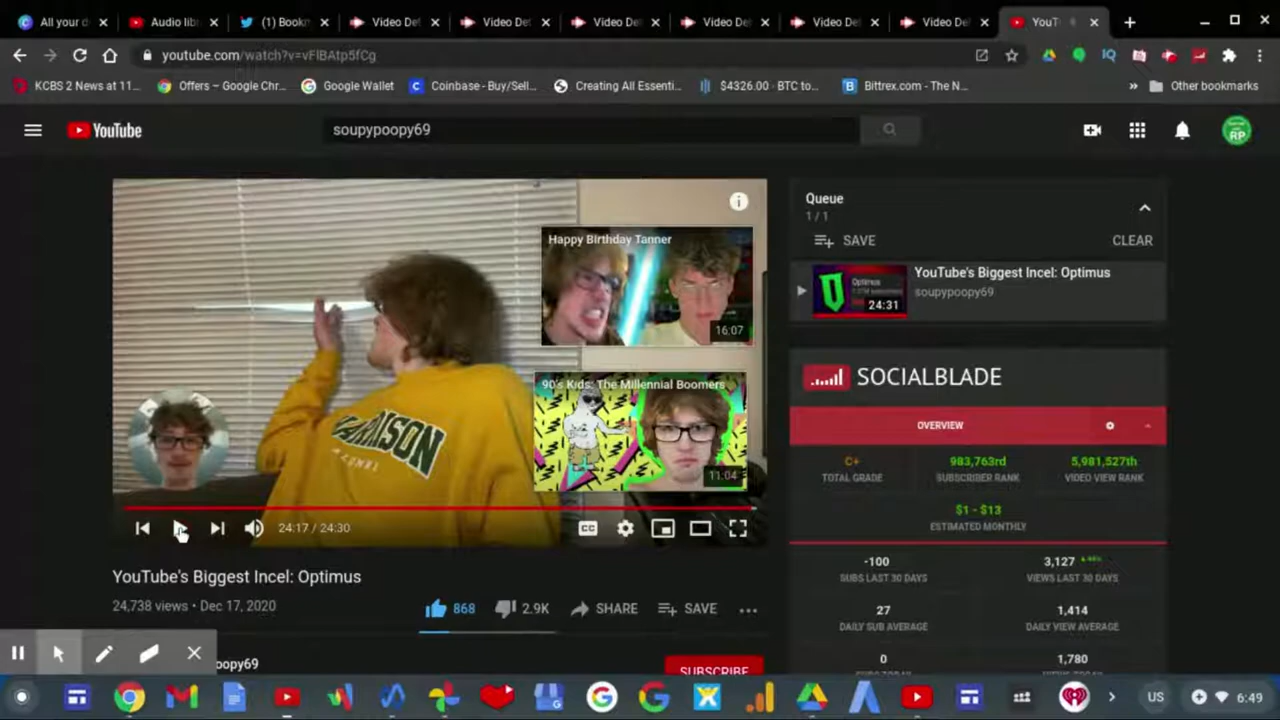 All your d
Audio lib
(1) Bookm
Video Def
Video Def
Video Def
Video Def
Video Def
Video Def
YouT
youtube.com/watch?v=vFlBAtp5fCg
KCBS 2 News at 11...
Offers – Google Chr...
Google Wallet
Coinbase - Buy/Sell...
Creating All Essenti...
$4326.00 · BTC to...
Bittrex.com - The N...
Other bookmarks
YouTube
soupypoopy69
RP
Happy Birthday Tanner
16:07
90's Kids: The Millennial Boomers
11:04
HARRISON
24:17 / 24:30
CC
YouTube's Biggest Incel: Optimus
24,738 views • Dec 17, 2020
868
2.9K
SHARE
SAVE
oopy69
SUBSCRIBE
Queue
1 / 1
SAVE
CLEAR
Optimus
24:31
YouTube's Biggest Incel: Optimus
soupypoopy69
SOCIALBLADE
OVERVIEW
C+ 983,763rd 5,981,527th
TOTAL GRADE SUBSCRIBER RANK VIDEO VIEW RANK
$1 - $13
ESTIMATED MONTHLY
-100 3,127
SUBS LAST 30 DAYS VIEWS LAST 30 DAYS
27 1,414
DAILY SUB AVERAGE DAILY VIEW AVERAGE
0 1,780
US
6:49